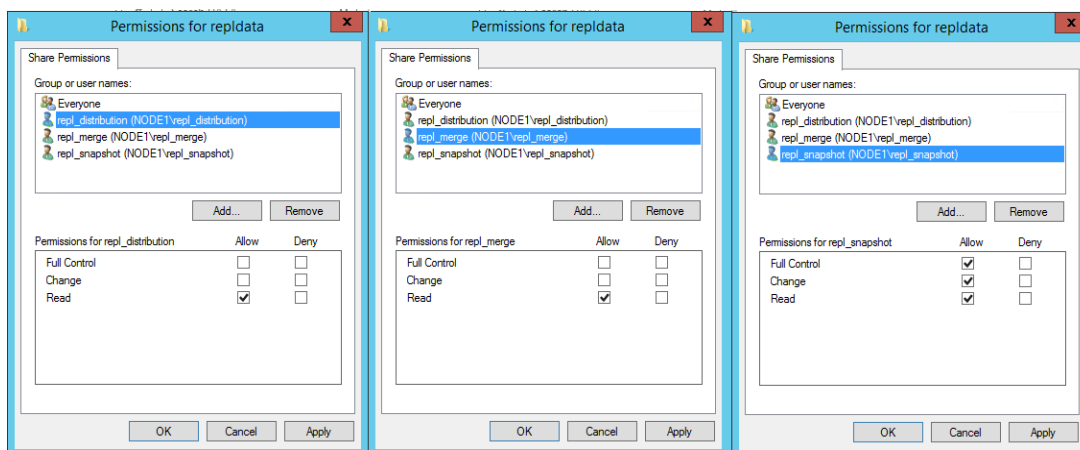 Permissions for repldata
x
Share Permissions
Group or user names:
Everyone
repl_distribution (NODE1\repl_distribution)
repl_merge (NODE1\repl_merge)
repl_snapshot (NODE1\repl_snapshot)
Add... Remove
Permissions for repl_distribution Allow Deny
Full Control
Change
Read
OK Cancel Apply
Permissions for repldata
x
Share Permissions
Group or user names:
Everyone
repl_distribution (NODE1\repl_distribution)
repl_merge (NODE1\repl_merge)
repl_snapshot (NODE1\repl_snapshot)
Add... Remove
Permissions for repl_merge Allow Deny
Full Control
Change
Read
OK Cancel Apply
Permissions for repldata
x
Share Permissions
Group or user names:
Everyone
repl_distribution (NODE1\repl_distribution)
repl_merge (NODE1\repl_merge)
repl_snapshot (NODE1\repl_snapshot)
Add... Remove
Permissions for repl_snapshot Allow Deny
Full Control
Change
Read
OK Cancel Apply